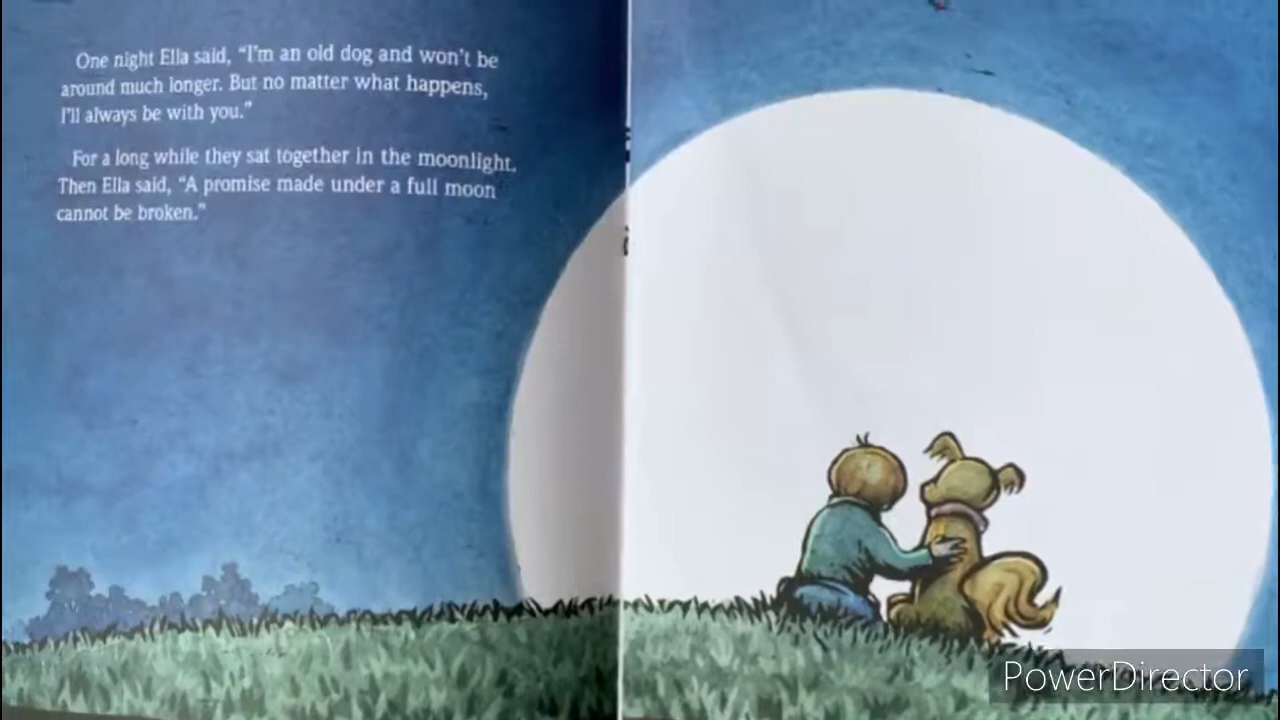 One night Ella said, “I’m an old dog and won’t be
around much longer. But no matter what happens,
I’ll always be with you.”
For a long while they sat together in the moonlight.
Then Ella said, “A promise made under a full moon
cannot be broken.”
PowerDirector